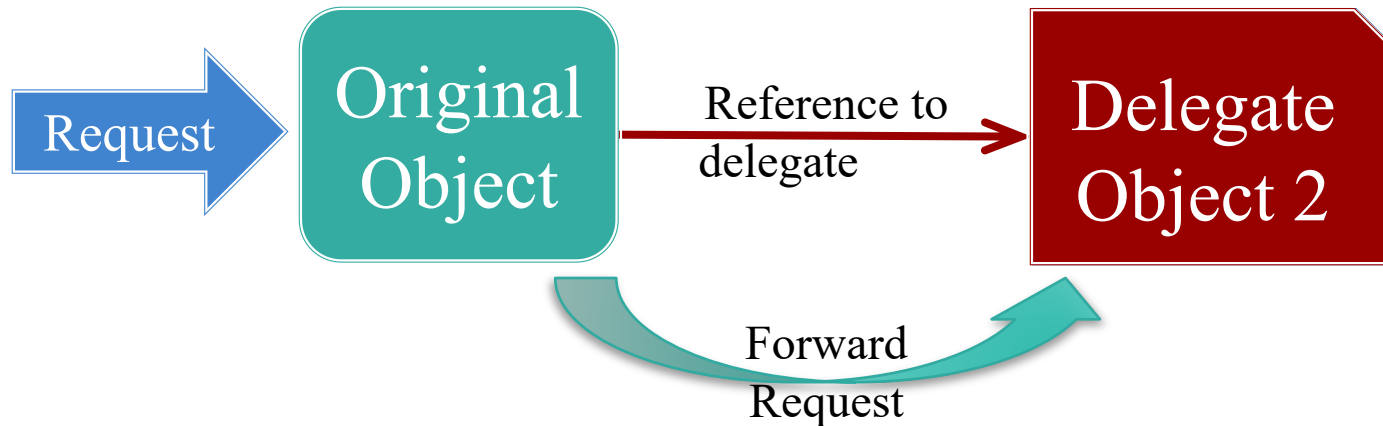 Request
Original
Object
Reference to
delegate
Delegate
Object 2
Forward
Request